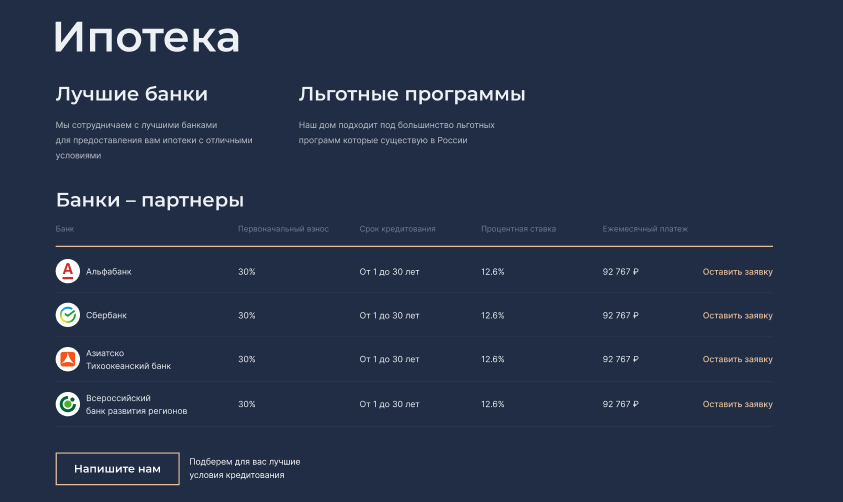 Ипотека
Лучшие банки
Мы сотрудничаем с лучшими банками
для предоставления вам ипотеки с отличными
условиями
Льготные программы
Наш дом подходит под большинство льготных
программ которые существую в России
Банки – партнеры
Банк Первоначальный взнос Срок кредитования Процентная ставка Ежемесячный платеж
Альфабанк 30% От 1 до 30 лет 12.6% 92 767 ₽ Оставить заявку
Сбербанк 30% От 1 до 30 лет 12.6% 92 767 ₽ Оставить заявку
Азиатско
Тихоокеанский банк 30% От 1 до 30 лет 12.6% 92 767 ₽ Оставить заявку
Всероссийский
банк развития регионов 30% От 1 до 30 лет 12.6% 92 767 ₽ Оставить заявку
Напишите нам
Подберем для вас лучшие
условия кредитования